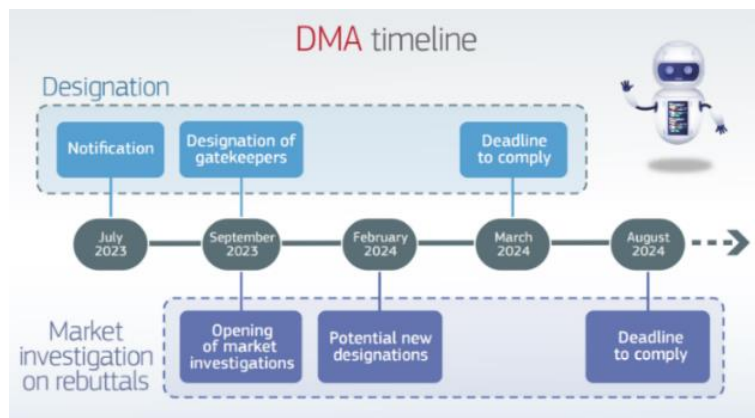 DMA timeline
Designation
Notification
Designation of
gatekeepers
Deadline
to comply
July
2023
September
2023
February
2024
March
2024
August
2024
Market
investigation
on rebuttals
Opening
of market
investigations
Potential new
designations
Deadline
to comply